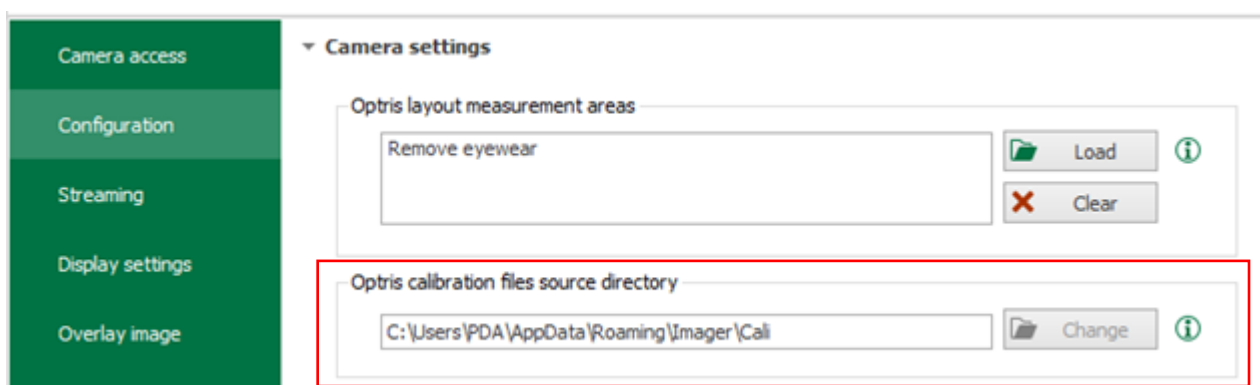 Camera access
Configuration
Streaming
Display settings
Overlay image
Camera settings
Optris layout measurement areas
Remove eyewear
Load
Clear
Optris calibration files source directory
C:\Users\PDA\AppData\Roaming\Imager\Cali
Change